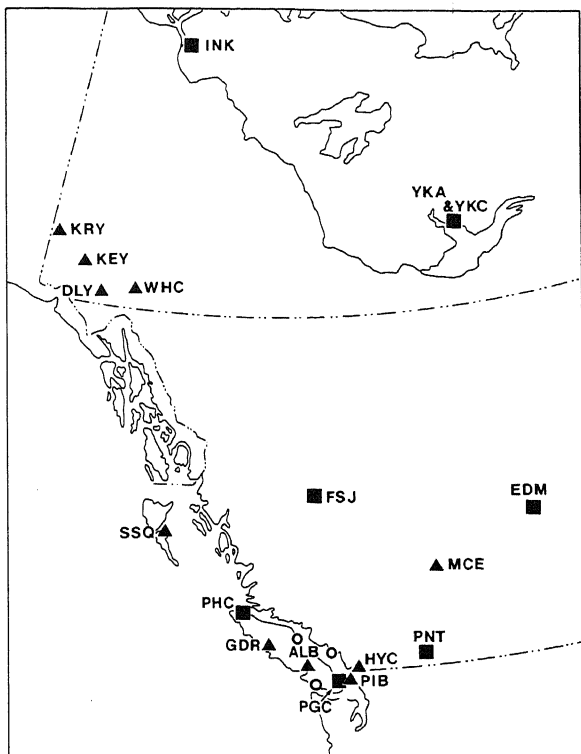 INK
YKA
&YKC
KRY
KEY
DLY
WHC
FSJ
EDM
SSQ
MCE
PHC
PNT
GDR
ALB
HYC
PIB
PGC